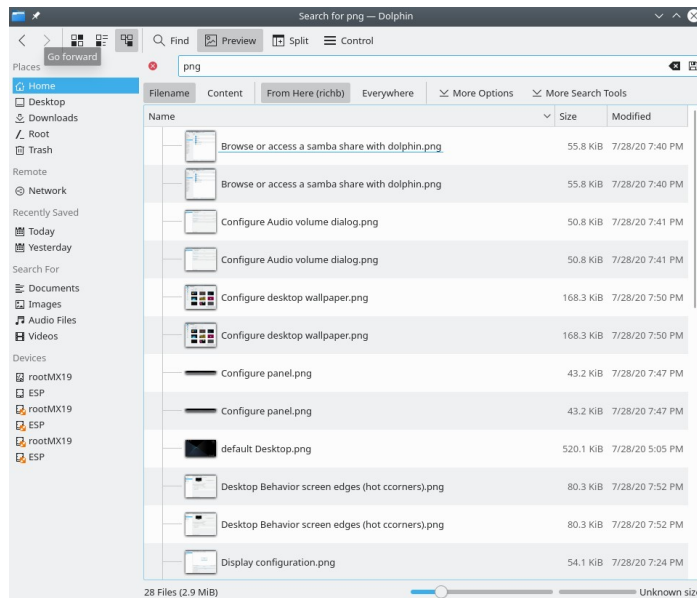 Search for png — Dolphin
Find Preview Split Control
Go forward
Places
Home
Desktop
Downloads
Root
Trash
Remote
Network
Recently Saved
Today
Yesterday
Search For
Documents
Images
Audio Files
Videos
Devices
rootMX19
ESP
rootMX19
ESP
rootMX19
ESP
png
Filename Content From Here (richb) Everywhere More Options More Search Tools
Name Size Modified
Browse or access a samba share with dolphin.png 55.8 KiB 7/28/20 7:40 PM
Browse or access a samba share with dolphin.png 55.8 KiB 7/28/20 7:40 PM
Configure Audio volume dialog.png 50.8 KiB 7/28/20 7:41 PM
Configure Audio volume dialog.png 50.8 KiB 7/28/20 7:41 PM
Configure desktop wallpaper.png 168.3 KiB 7/28/20 7:50 PM
Configure desktop wallpaper.png 168.3 KiB 7/28/20 7:50 PM
Configure panel.png 43.2 KiB 7/28/20 7:47 PM
Configure panel.png 43.2 KiB 7/28/20 7:47 PM
default Desktop.png 520.1 KiB 7/28/20 5:05 PM
Desktop Behavior screen edges (hot ccorners).png 80.3 KiB 7/28/20 7:52 PM
Desktop Behavior screen edges (hot ccorners).png 80.3 KiB 7/28/20 7:52 PM
Display configuration.png 54.1 KiB 7/28/20 7:24 PM
28 Files (2.9 MiB) Unknown size